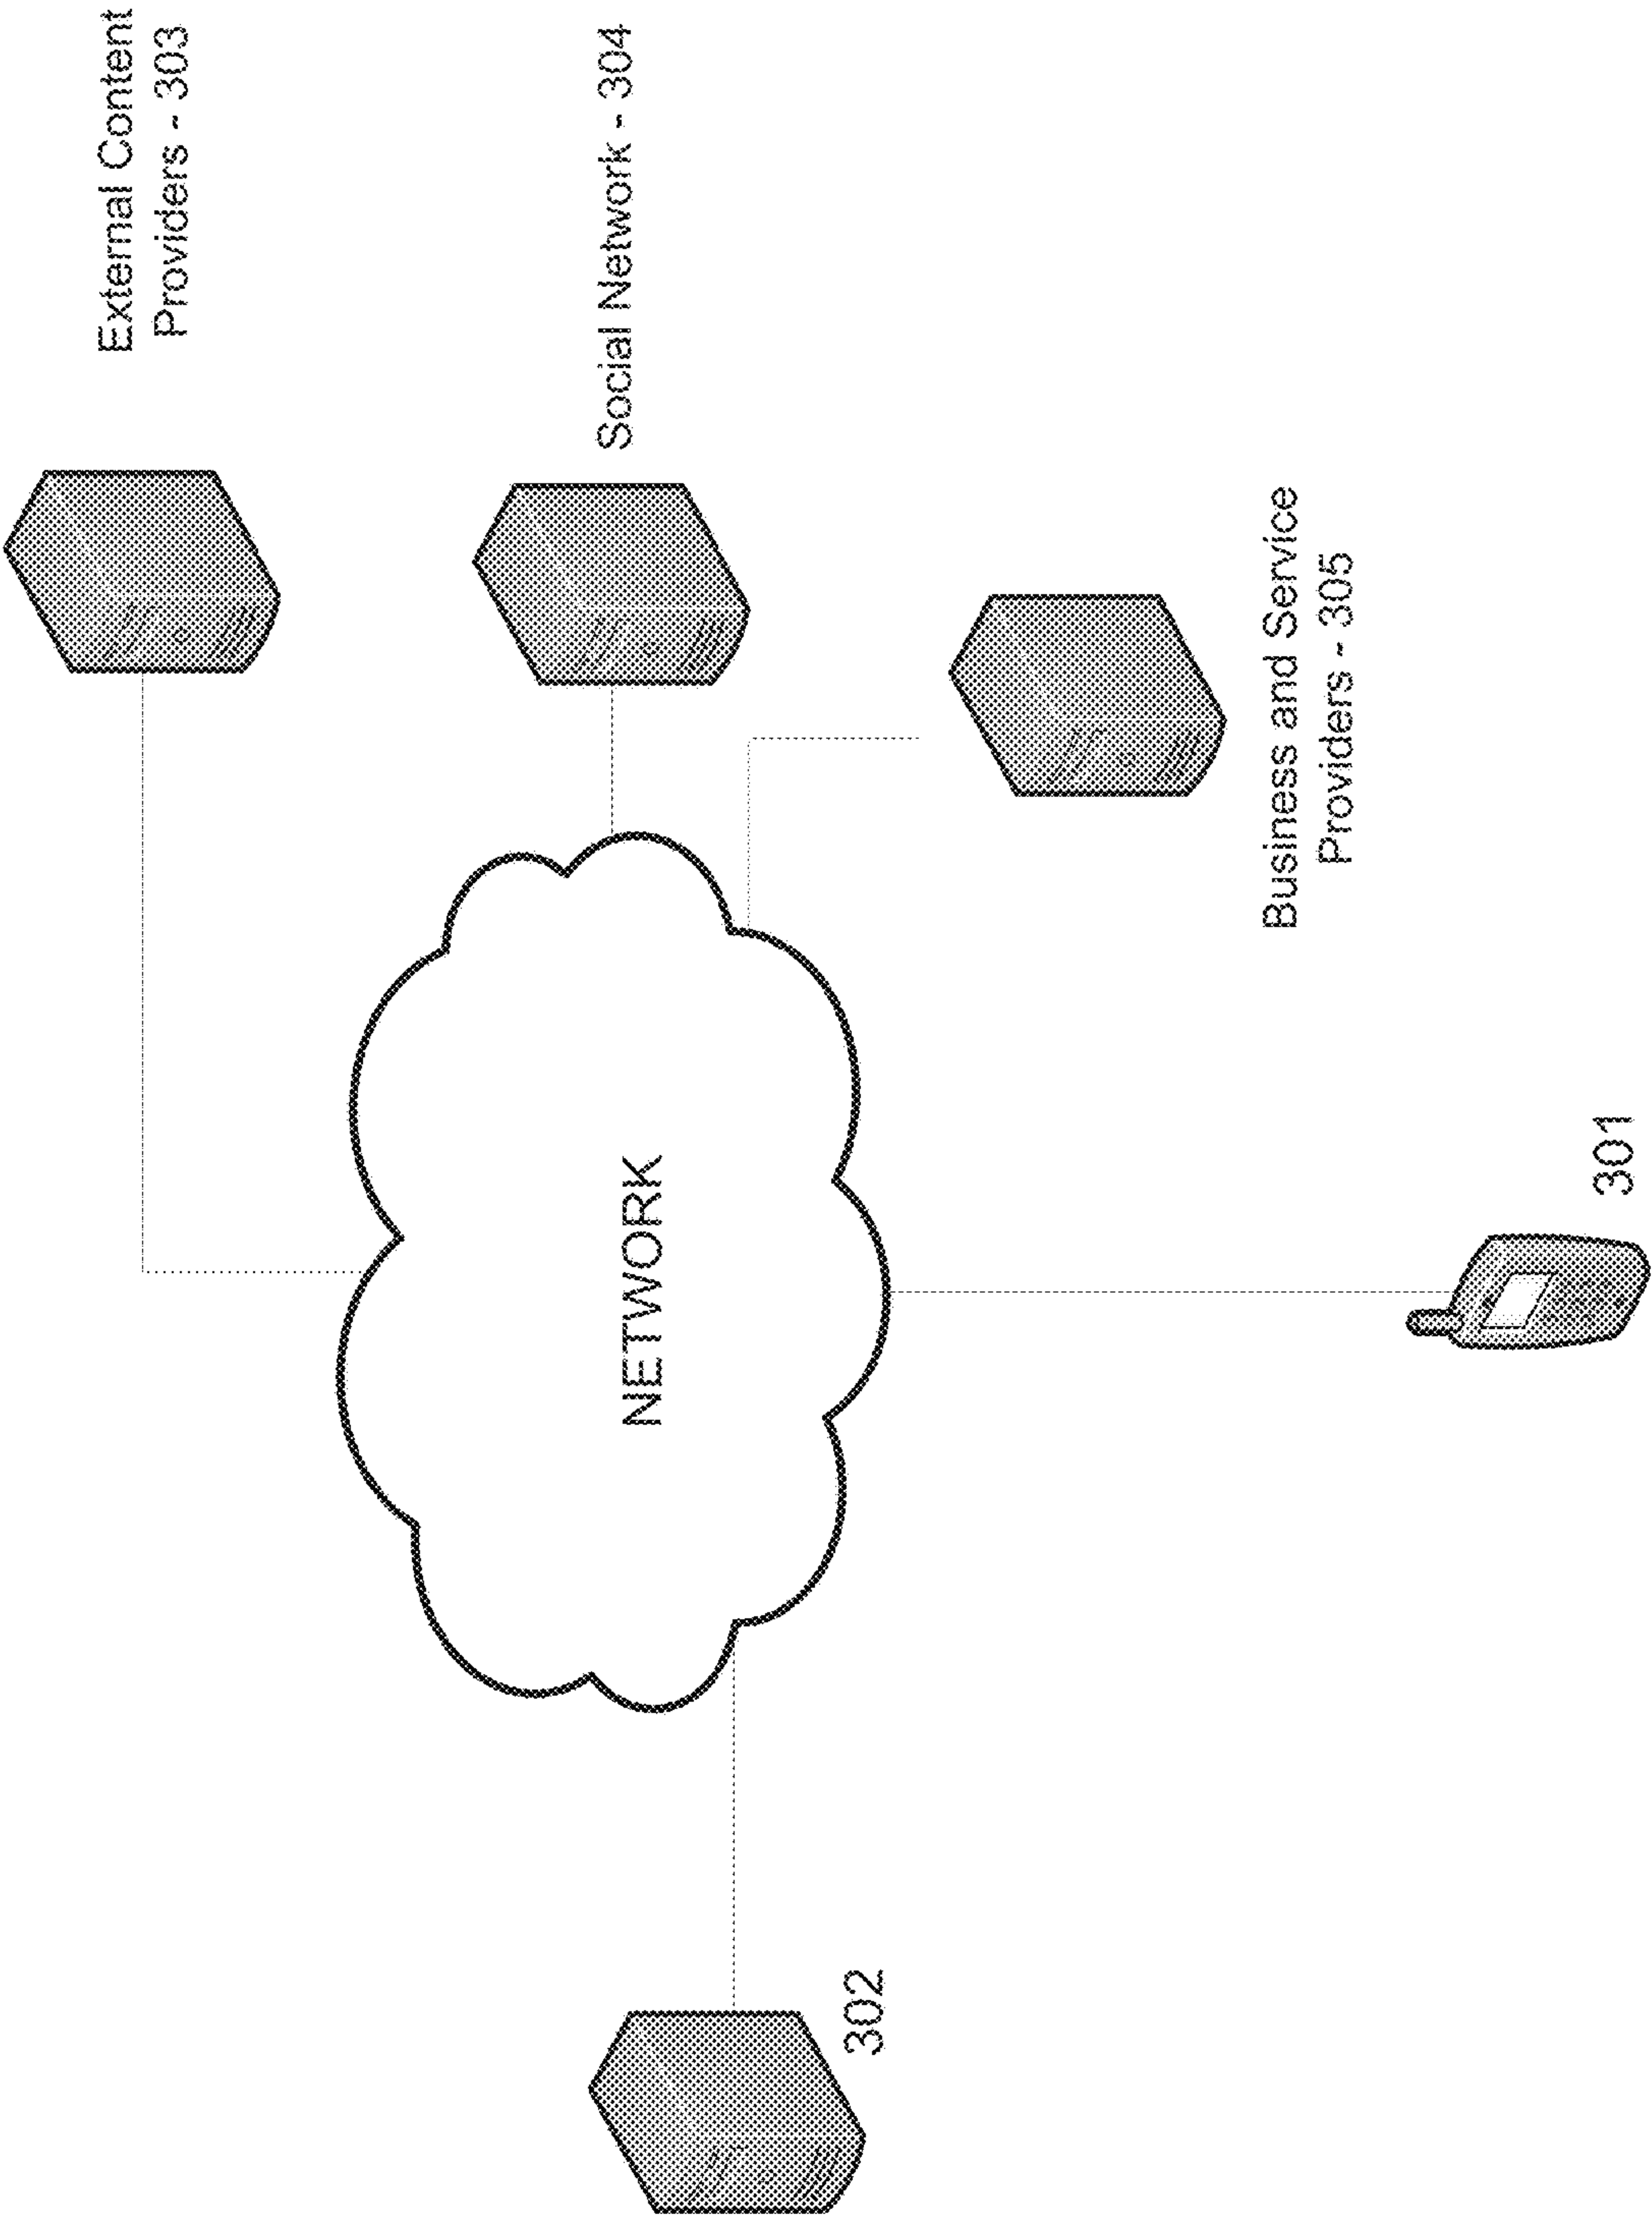 External Content
Providers - 303
Social Network - 304
Business and Service
Providers - 305
NETWORK
301
302